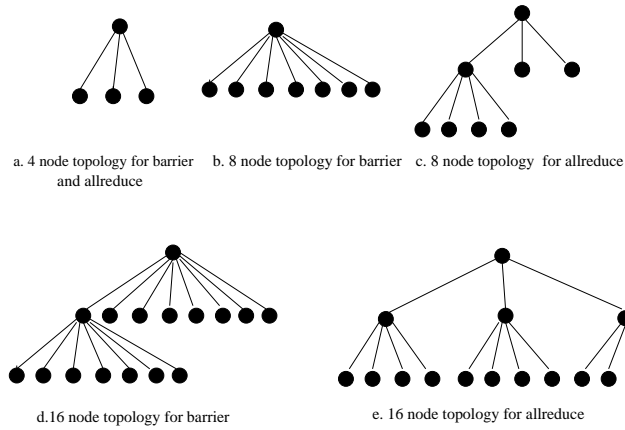 a. 4 node topology for barrier
and allreduce
b. 8 node topology for barrier
c. 8 node topology for allreduce
d.16 node topology for barrier
e. 16 node topology for allreduce